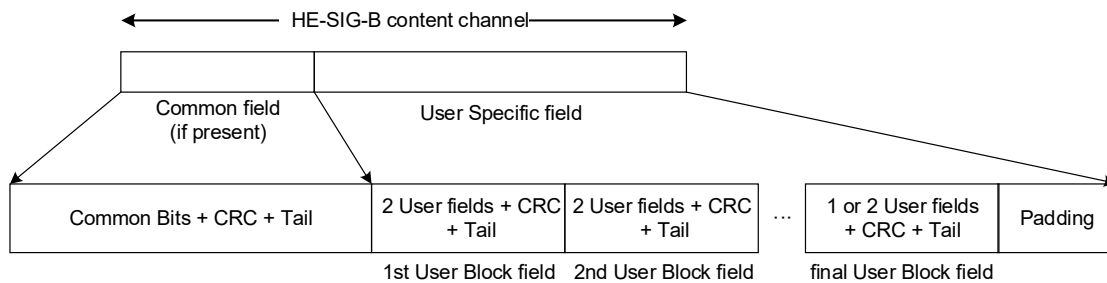 HE-SIG-B content channel
Common field
(if present)
User Specific field
Common Bits + CRC + Tail
2 User fields + CRC
+ Tail
2 User fields + CRC
+ Tail
...
1 or 2 User fields
+ CRC + Tail
Padding
1st User Block field
2nd User Block field
final User Block field